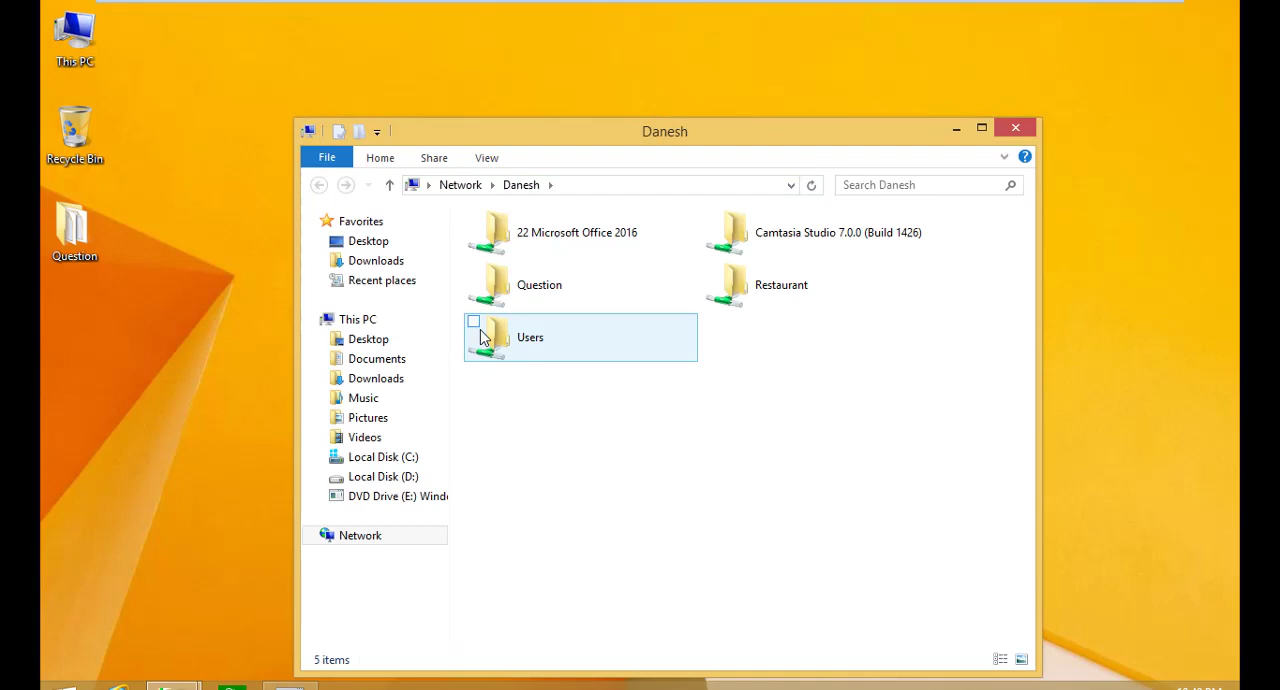 This PC
Recycle Bin
Question
Danesh
File
Home
Share
View
Network
Danesh
Search Danesh
Favorites
Desktop
Downloads
Recent places
This PC
Desktop
Documents
Downloads
Music
Pictures
Videos
Local Disk (C:)
Local Disk (D:)
DVD Drive (E:) Windo
Network
22 Microsoft Office 2016
Camtasia Studio 7.0.0 (Build 1426)
Question
Restaurant
Users
5 items